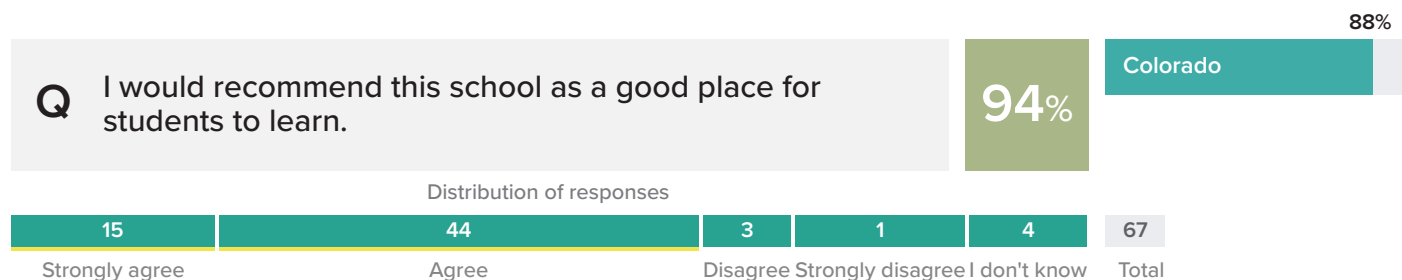 88%
Q
I would recommend this school as a good place for
students to learn.
94%
Colorado
Distribution of responses
15 44 3 1 4 67
Strongly agree Agree Disagree Strongly disagree I don't know Total